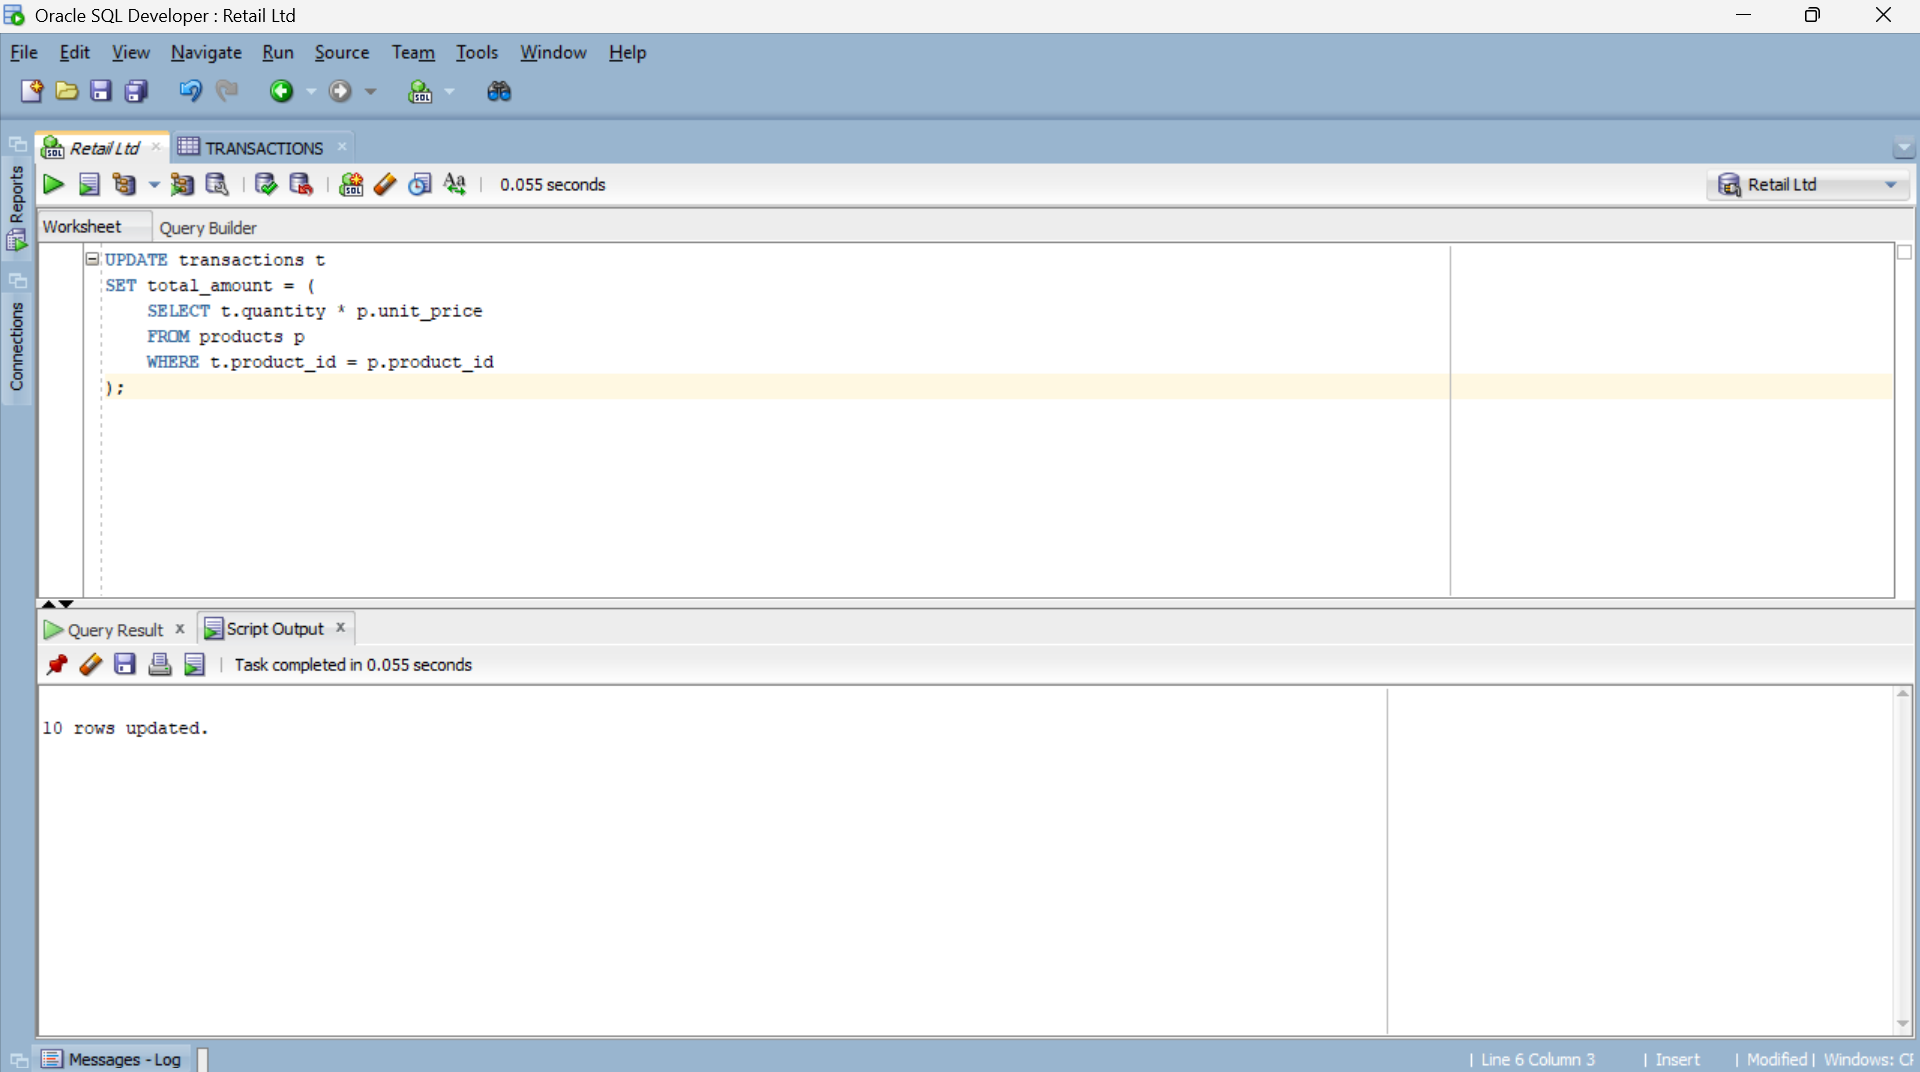 Oracle SQL Developer : Retail Ltd
File Edit View Navigate Run Source Team Tools Window Help
Retail Ltd
TRANSACTIONS
0.055 seconds
Retail Ltd
Reports
Connections
Worksheet
Query Builder
UPDATE transactions t
SET total_amount = (
SELECT t.quantity * p.unit_price
FROM products p
WHERE t.product_id = p.product_id
);
Query Result x
Script Output x
Task completed in 0.055 seconds
10 rows updated.
Messages - Log
| Line 6 Column 3 | Insert | Modified | Windows: